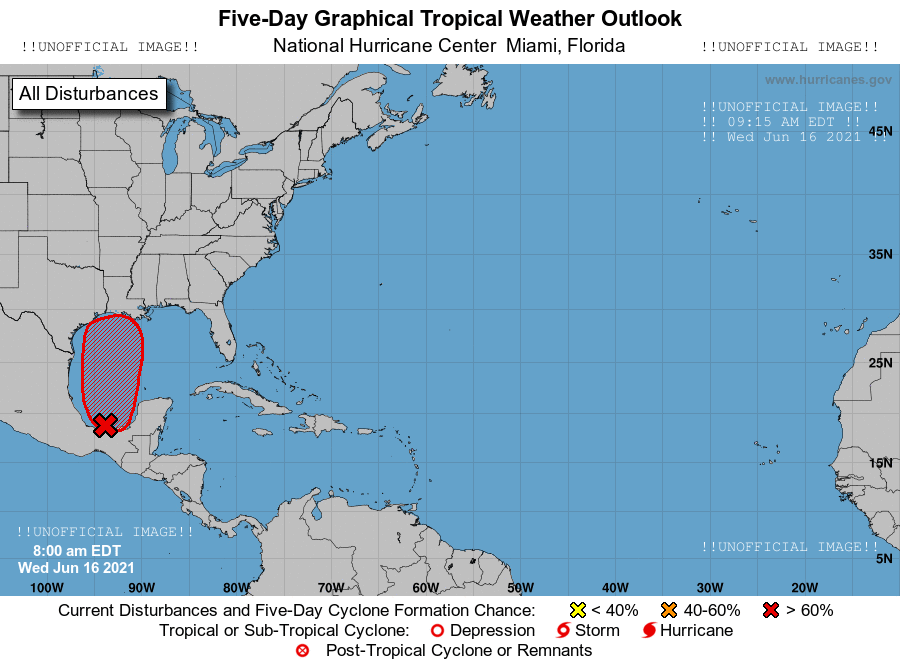 Five-Day Graphical Tropical Weather Outlook
!!UNOFFICIAL IMAGE!! National Hurricane Center Miami, Florida !!UNOFFICIAL IMAGE!!
All Disturbances
www.hurricanes.gov
!!UNOFFICIAL IMAGE!!
!! 09:15 AM EDT !!
!! Wed Jun 16 2021 !!
45N
35N
25N
15N
!!UNOFFICIAL IMAGE!!
8:00 am EDT
Wed Jun 16 2021
!!UNOFFICIAL IMAGE!!
5N
100W 90W 80W 70W 60W 50W 40W 30W 20W
Current Disturbances and Five-Day Cyclone Formation Chance: < 40% 40-60% > 60%
Tropical or Sub-Tropical Cyclone: Depression Storm Hurricane
Post-Tropical Cyclone or Remnants